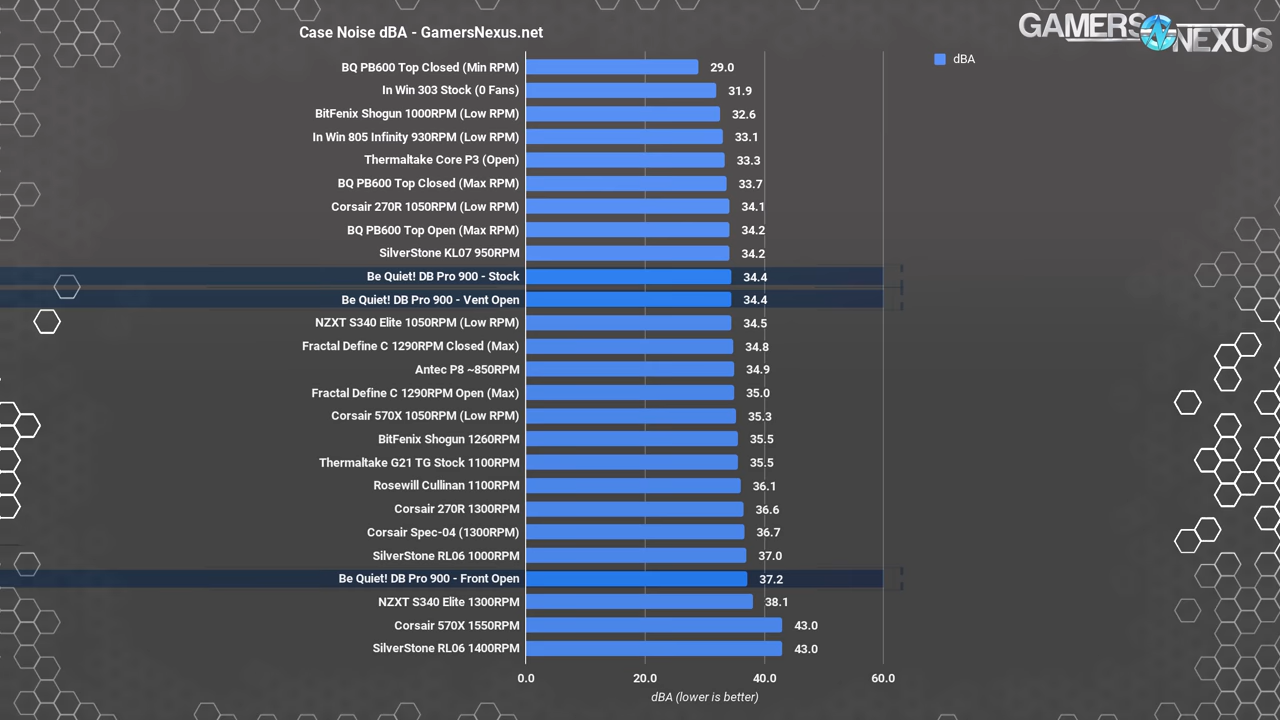 Case Noise dBA - GamersNexus.net
GAMERS NEXUS
dBA
BQ PB600 Top Closed (Min RPM) 29.0
In Win 303 Stock (0 Fans) 31.9
BitFenix Shogun 1000RPM (Low RPM) 32.6
In Win 805 Infinity 930RPM (Low RPM) 33.1
Thermaltake Core P3 (Open) 33.3
BQ PB600 Top Closed (Max RPM) 33.7
Corsair 270R 1050RPM (Low RPM) 34.1
BQ PB600 Top Open (Max RPM) 34.2
SilverStone KL07 950RPM 34.2
Be Quiet! DB Pro 900 - Stock 34.4
Be Quiet! DB Pro 900 - Vent Open 34.4
NZXT S340 Elite 1050RPM (Low RPM) 34.5
Fractal Define C 1290RPM Closed (Max) 34.8
Antec P8 ~850RPM 34.9
Fractal Define C 1290RPM Open (Max) 35.0
Corsair 570X 1050RPM (Low RPM) 35.3
BitFenix Shogun 1260RPM 35.5
Thermaltake G21 TG Stock 1100RPM 35.5
Rosewill Cullinan 1100RPM 36.1
Corsair 270R 1300RPM 36.6
Corsair Spec-04 (1300RPM) 36.7
SilverStone RL06 1000RPM 37.0
Be Quiet! DB Pro 900 - Front Open 37.2
NZXT S340 Elite 1300RPM 38.1
Corsair 570X 1550RPM 43.0
SilverStone RL06 1400RPM 43.0
0.0 20.0 40.0 60.0
dBA (lower is better)